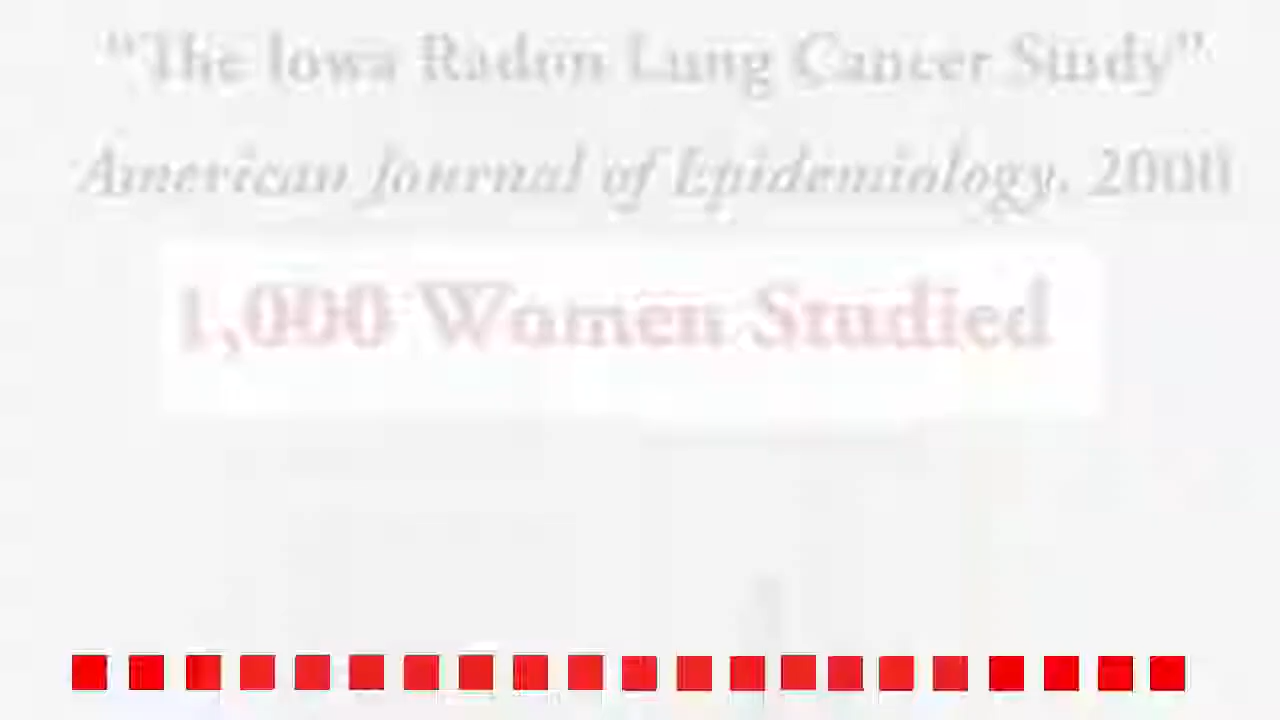 "The Iowa Radon Lung Cancer Study"
American Journal of Epidemiology. 2000
1,000 Women Studied